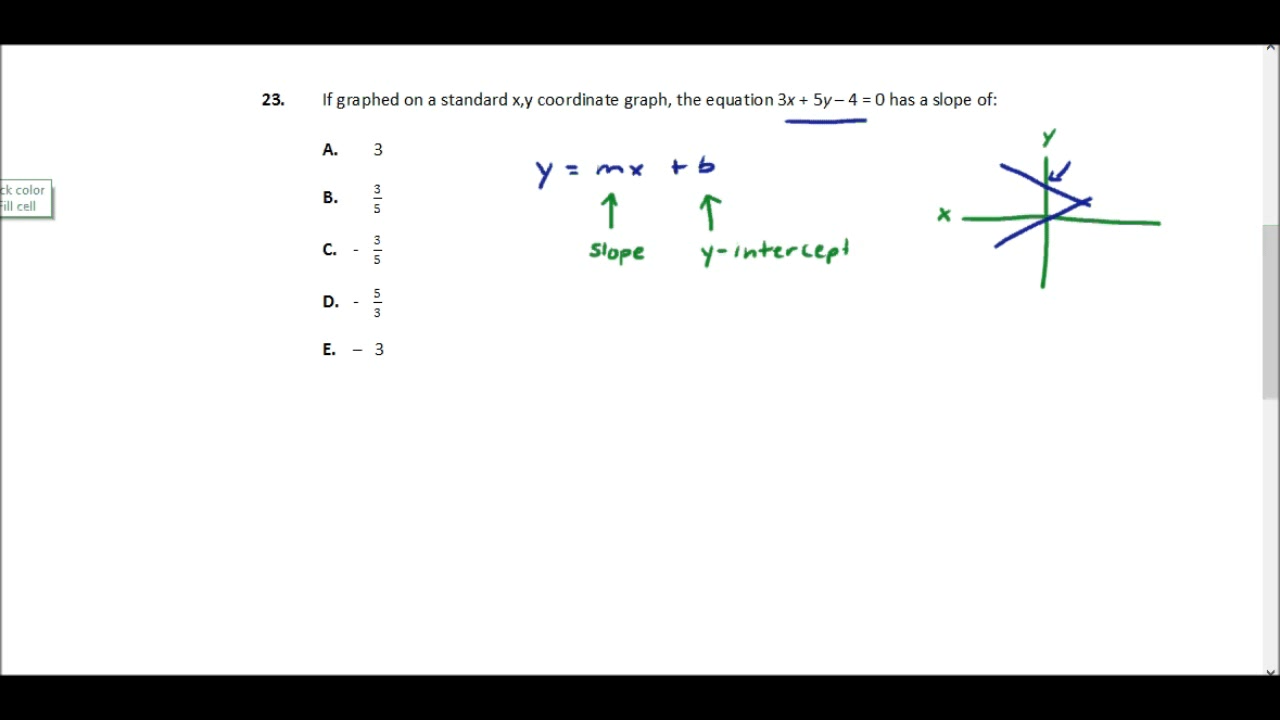 23. If graphed on a standard x,y coordinate graph, the equation 3x + 5y – 4 = 0 has a slope of:
A. 3
B. 3/5
C. - 3/5
D. - 5/3
E. – 3
ck color
ill cell
y = mx + b
slope
y-intercept
y
x